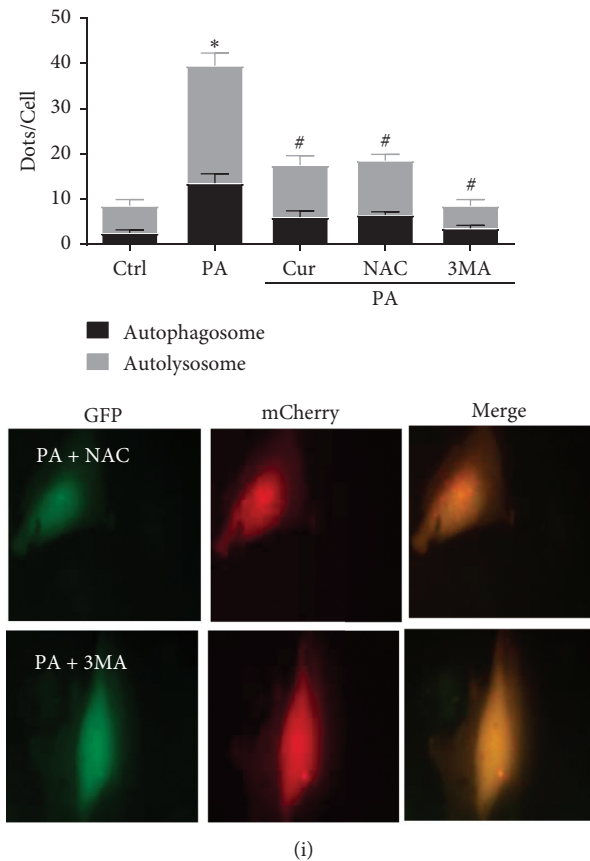 50
40
30
20
10
0
Dots/Cell
*
#
#
#
Ctrl
PA
Cur
NAC
3MA
PA
Autophagosome
Autolysosome
GFP
mCherry
Merge
PA + NAC
PA + 3MA
(i)